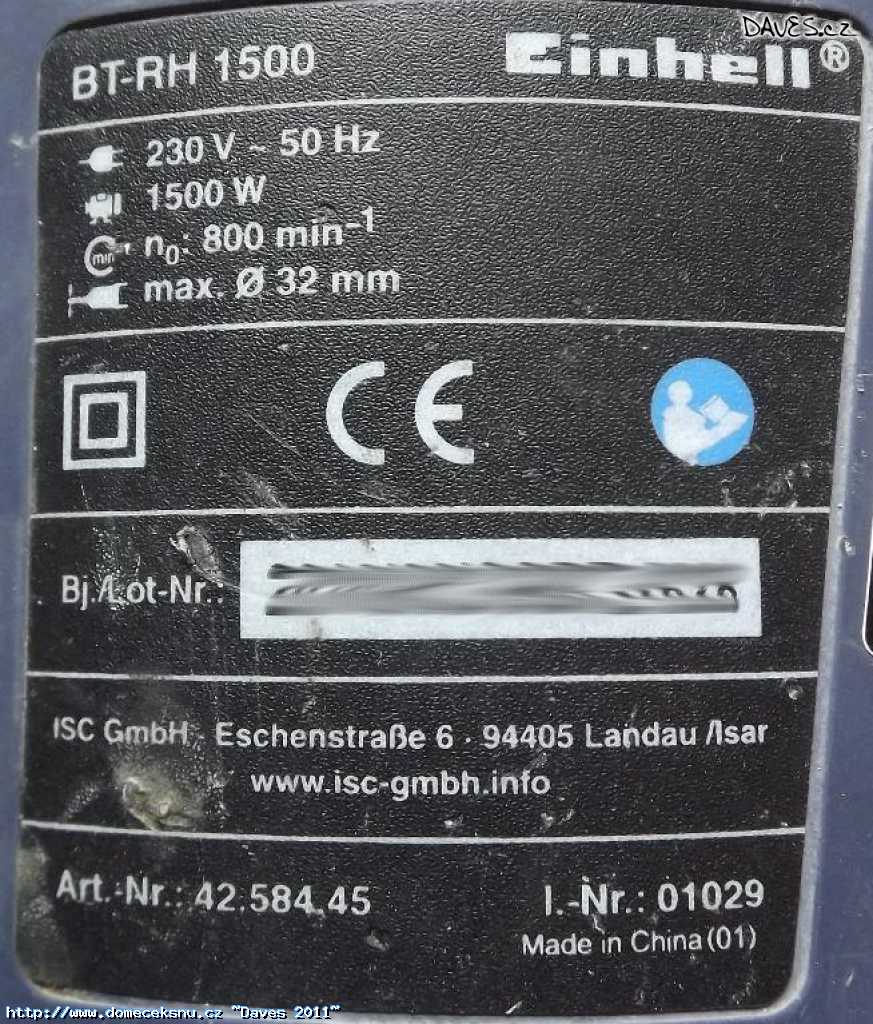 DAVES.cz
BT-RH 1500
Einhell®
230 V ~ 50 Hz
1500 W
min n₀: 800 min⁻¹
max. Ø 32 mm
CE
Bj./Lot-Nr.:
ISC GmbH · Eschenstraße 6 · 94405 Landau /Isar
www.isc-gmbh.info
Art.-Nr.: 42.584.45
I.-Nr.: 01029
Made in China (01)
http://www.domeceksnu.cz ~Daves 2011~